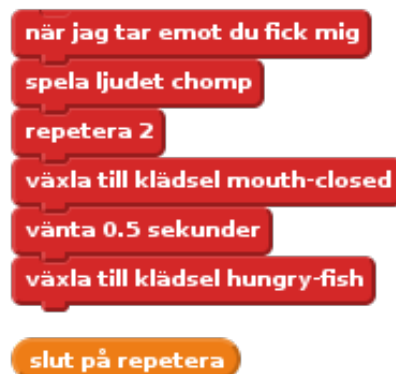 när jag tar emot du fick mig
spela ljudet chomp
repetera 2
växla till klädsel mouth-closed
vänta 0.5 sekunder
växla till klädsel hungry-fish
slut på repetera